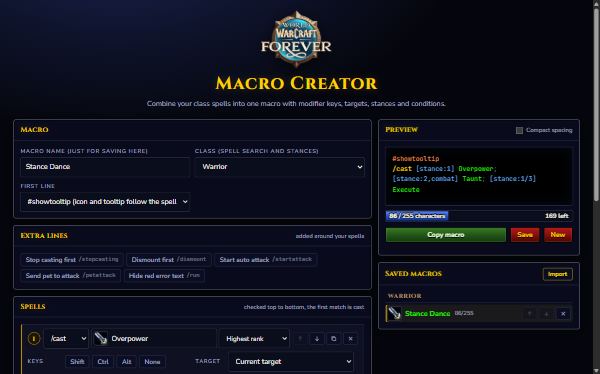 WORLD
WARCRAFT
FOREVER
MACRO CREATOR
Combine your class spells into one macro with modifier keys, targets, stances and conditions.
MACRO
MACRO NAME (JUST FOR SAVING HERE)
CLASS (SPELL SEARCH AND STANCES)
Stance Dance
Warrior
FIRST LINE
#showtooltip (icon and tooltip follow the spell
EXTRA LINES
added around your spells
Stop casting first /stopcasting
Dismount first /dismount
Start auto attack /startattack
Send pet to attack /petattack
Hide red error text /run
SPELLS
checked top to bottom, the first match is cast
1
/cast
Overpower
Highest rank
KEYS
Shift
Ctrl
Alt
None
TARGET
Current target
PREVIEW
Compact spacing
#showtooltip
/cast [stance:1] Overpower;
[stance:2,combat] Taunt; [stance:1/3]
Execute
86 / 255 characters
169 left
Copy macro
Save
New
SAVED MACROS
Import
WARRIOR
Stance Dance 86/255